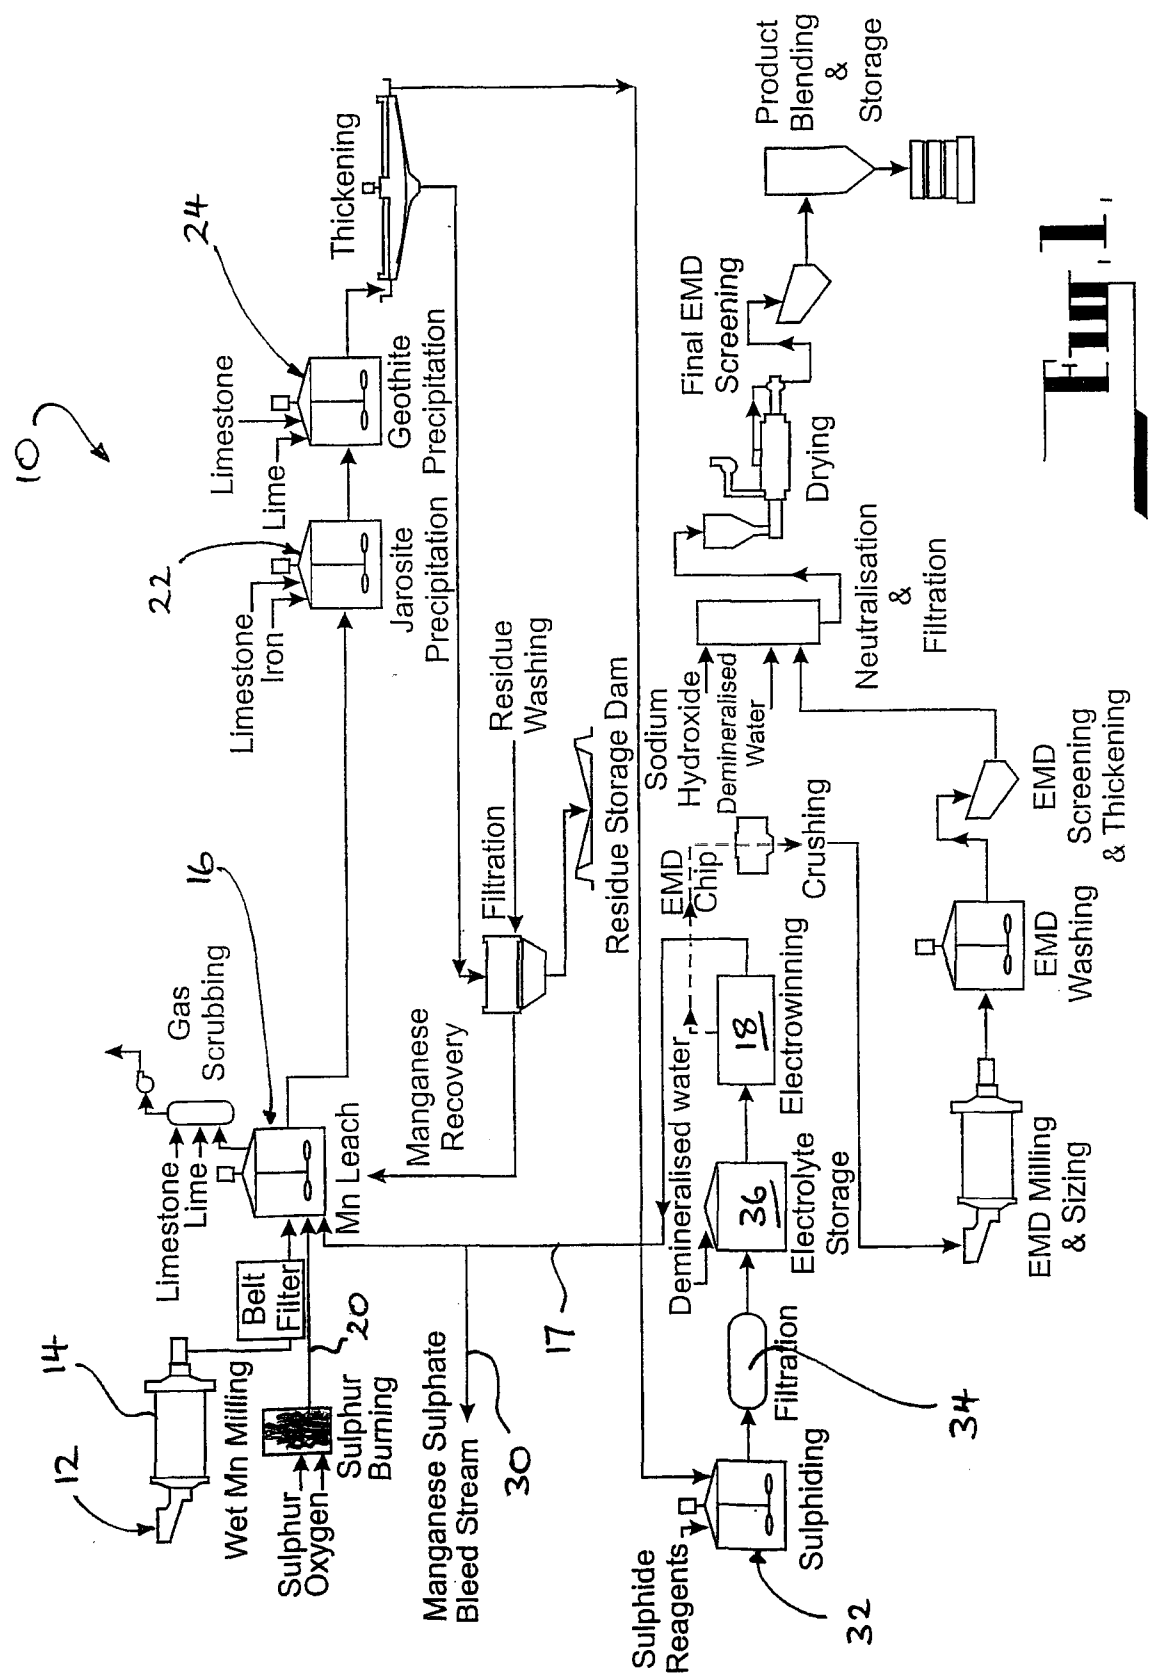 10
12
14
Wet Mn Milling
Belt
Filter
Sulphur
Oxygen
20
Sulphur
Burning
Limestone
Lime
Gas
Scrubbing
16
Mn Leach
Manganese
Recovery
Limestone
Iron
22
Jarosite
Precipitation
Limestone
Lime
24
Geothite
Precipitation
Thickening
Filtration
Residue
Washing
Residue Storage Dam
Manganese Sulphate
Bleed Stream
30
17
Sulphide
Reagents
32
Sulphiding
34
Filtration
Demineralised water
36
Electrolyte
Storage
18
Electrowinning
EMD
Chip
Crushing
EMD Milling
& Sizing
EMD
Washing
EMD
Screening
& Thickening
Sodium
Hydroxide
Demineralised
Water
Neutralisation
&
Filtration
Drying
Final EMD
Screening
Product
Blending
&
Storage